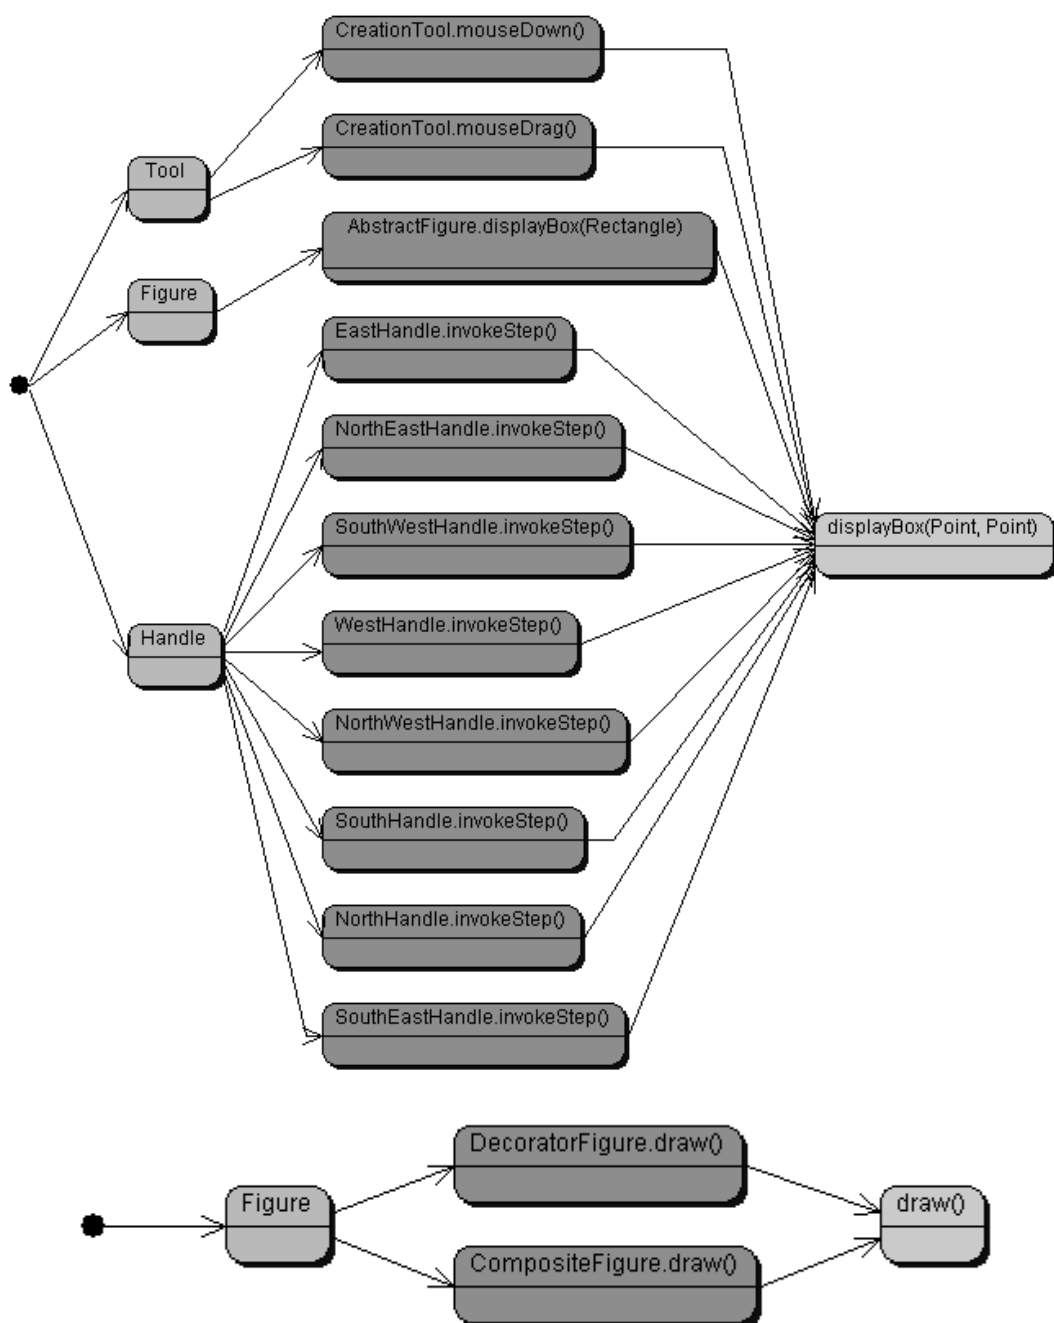 CreationTool.mouseDown()
CreationTool.mouseDrag()
Tool
AbstractFigure.displayBox(Rectangle)
Figure
EastHandle.invokeStep()
NorthEastHandle.invokeStep()
SouthWestHandle.invokeStep()
displayBox(Point, Point)
WestHandle.invokeStep()
Handle
NorthWestHandle.invokeStep()
SouthHandle.invokeStep()
NorthHandle.invokeStep()
SouthEastHandle.invokeStep()
DecoratorFigure.draw()
Figure
draw()
CompositeFigure.draw()